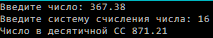 Введите число: 367.38
Введите систему счисления числа: 16
Число в десятичной СС 871.21